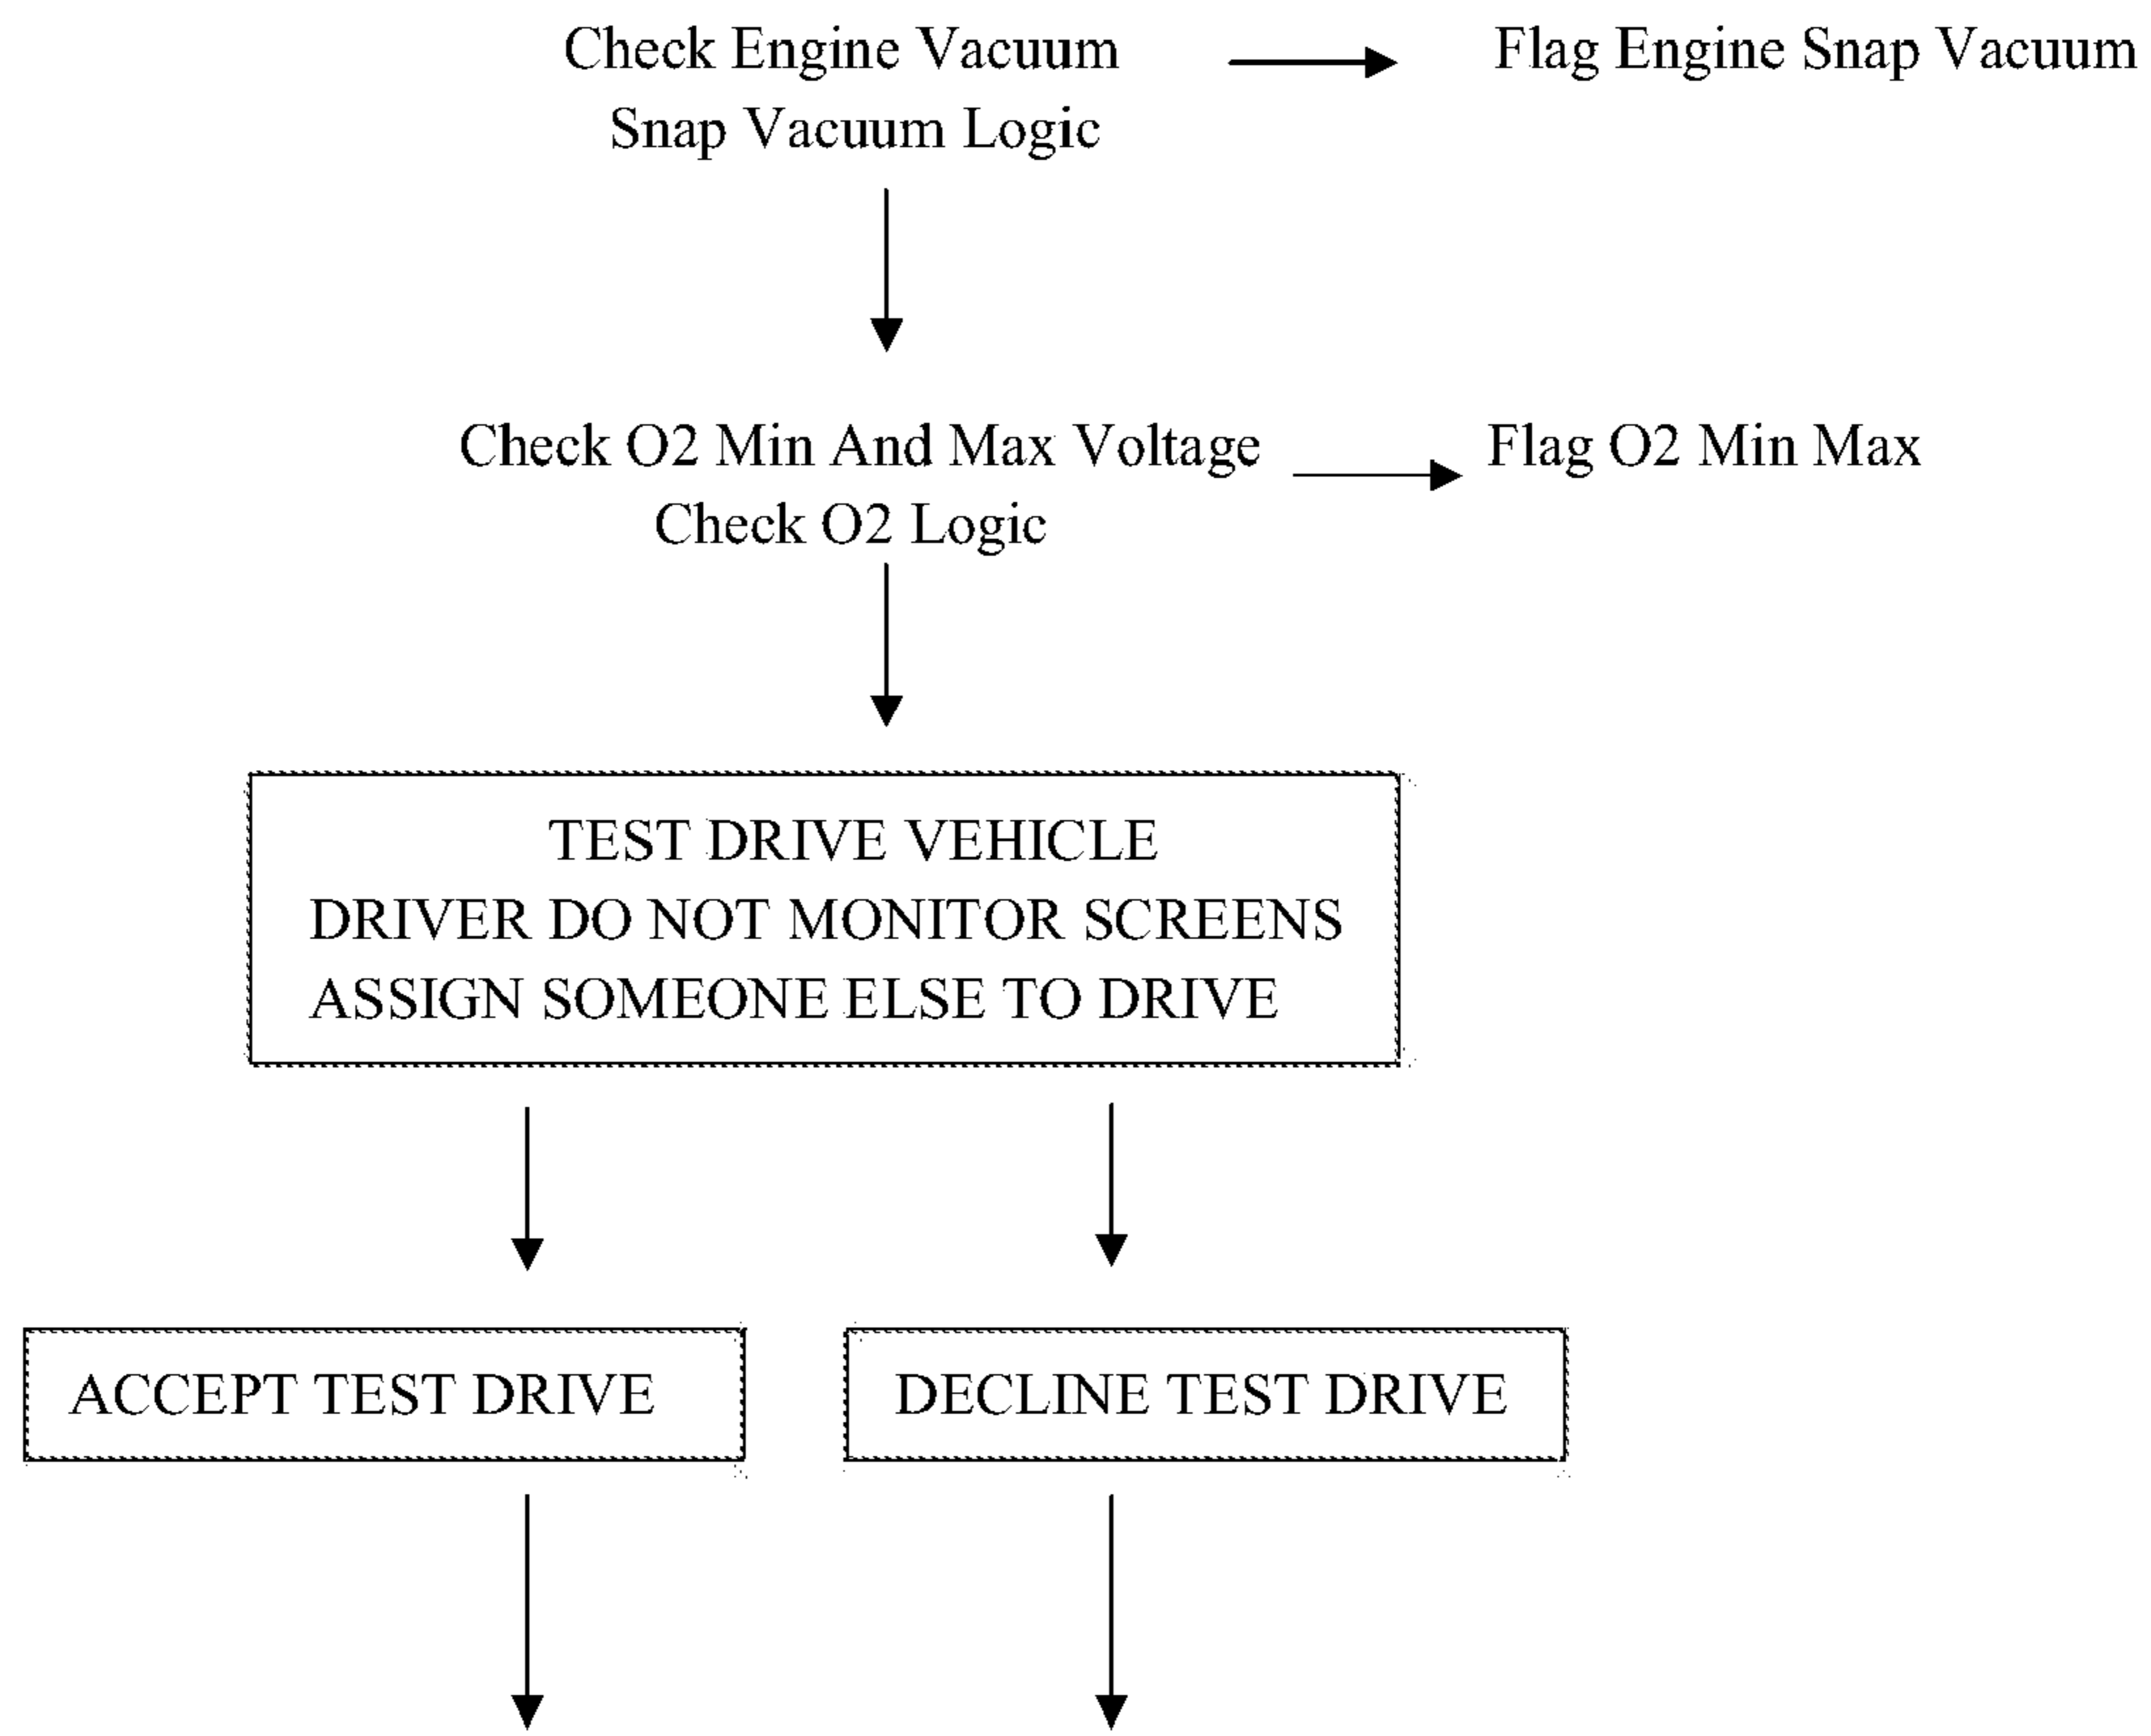 Check Engine Vacuum
Flag Engine Snap Vacuum
Snap Vacuum Logic
Check O2 Min And Max Voltage
Flag O2 Min Max
Check O2 Logic
TEST DRIVE VEHICLE
DRIVER DO NOT MONITOR SCREENS
ASSIGN SOMEONE ELSE TO DRIVE
ACCEPT TEST DRIVE
DECLINE TEST DRIVE